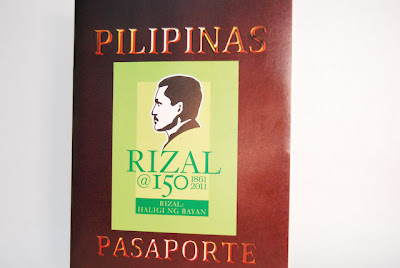 PILIPINAS
RIZAL
@150 1861
2011
RIZAL:
HALIGI NG BAYAN
PASAPORTE